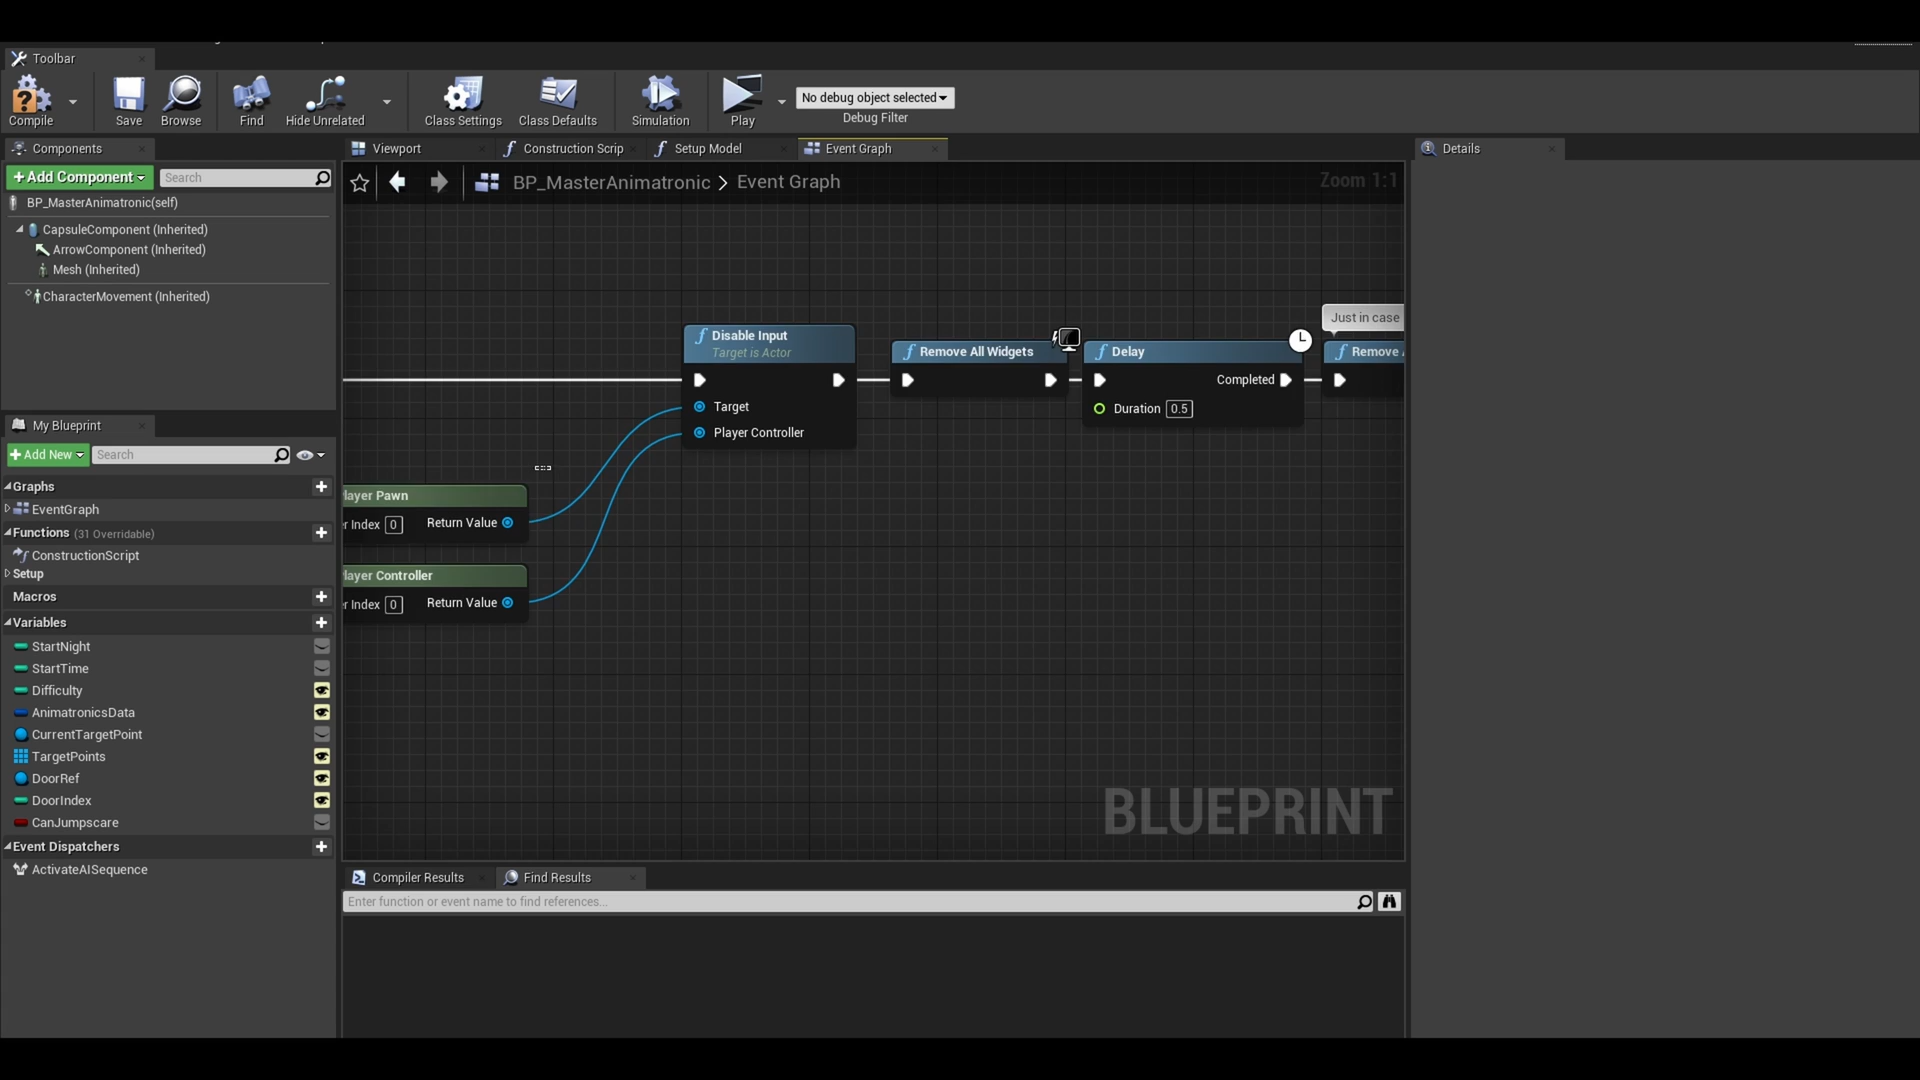 Toolbar
Compile
Save
Browse
Find
Hide Unrelated
Class Settings
Class Defaults
Simulation
Play
No debug object selected
Debug Filter
Components
Viewport
Construction Scrip
Setup Model
Event Graph
Details
+Add Component
Search
BP_MasterAnimatronic > Event Graph
Zoom 1:1
BP_MasterAnimatronic(self)
CapsuleComponent (Inherited)
ArrowComponent (Inherited)
Mesh (Inherited)
CharacterMovement (Inherited)
Just in case
Disable Input
Target is Actor
Target
Player Controller
Remove All Widgets
Delay
Completed
Duration 0.5
Remove
layer Pawn
r Index 0 Return Value
layer Controller
r Index 0 Return Value
BLUEPRINT
My Blueprint
+Add New
Search
Graphs
EventGraph
Functions (31 Overridable)
ConstructionScript
Setup
Macros
Variables
StartNight
StartTime
Difficulty
AnimatronicsData
CurrentTargetPoint
TargetPoints
DoorRef
DoorIndex
CanJumpscare
Event Dispatchers
ActivateAISequence
Compiler Results
Find Results
Enter function or event name to find references...